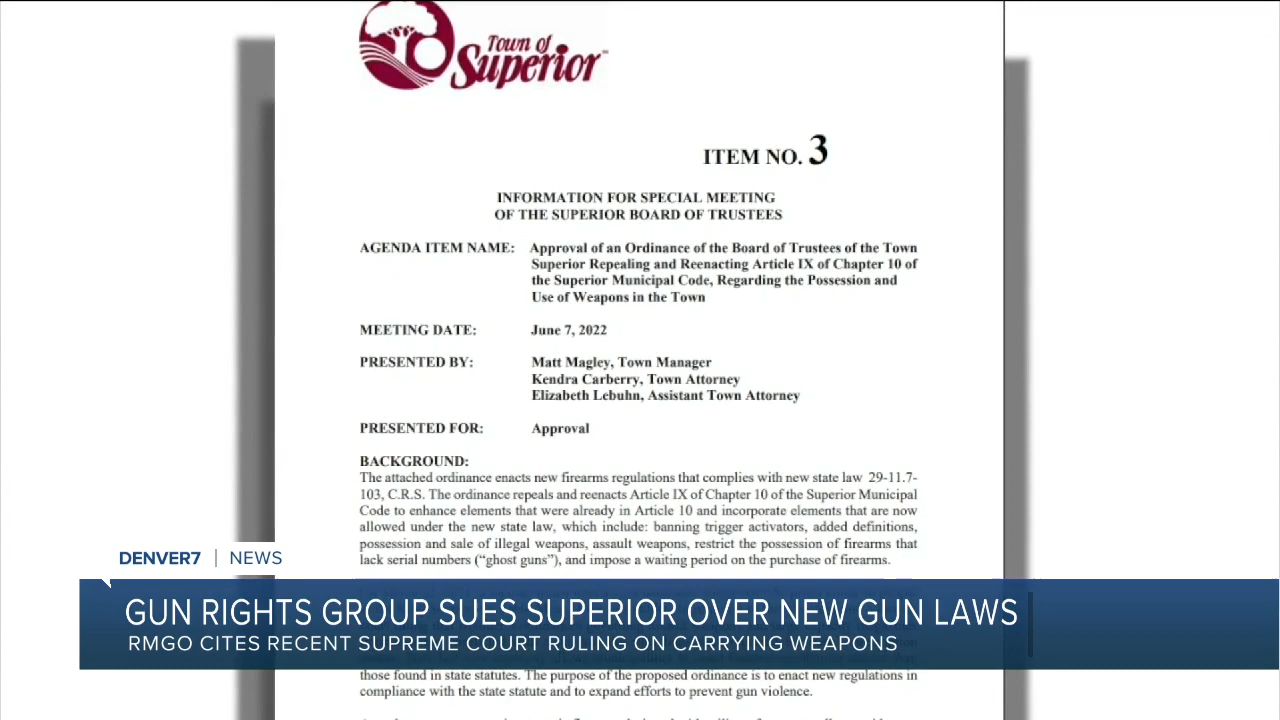 Town of
Superior
ITEM NO. 3
INFORMATION FOR SPECIAL MEETING
OF THE SUPERIOR BOARD OF TRUSTEES
AGENDA ITEM NAME: Approval of an Ordinance of the Board of Trustees of the Town
Superior Repealing and Reenacting Article IX of Chapter 10 of
the Superior Municipal Code, Regarding the Possession and
Use of Weapons in the Town
MEETING DATE: June 7, 2022
PRESENTED BY: Matt Magley, Town Manager
Kendra Carberry, Town Attorney
Elizabeth Lebuhn, Assistant Town Attorney
PRESENTED FOR: Approval
BACKGROUND:
The attached ordinance enacts new firearms regulations that complies with new state law 29-11.7-
103, C.R.S. The ordinance repeals and reenacts Article IX of Chapter 10 of the Superior Municipal
Code to enhance elements that were already in Article 10 and incorporate elements that are now
allowed under the new state law, which include: banning trigger activators, added definitions,
possession and sale of illegal weapons, assault weapons, restrict the possession of firearms that
lack serial numbers (“ghost guns”), and impose a waiting period on the purchase of firearms.
DENVER7 | NEWS
GUN RIGHTS GROUP SUES SUPERIOR OVER NEW GUN LAWS
RMGO CITES RECENT SUPREME COURT RULING ON CARRYING WEAPONS
those found in state statutes. The purpose of the proposed ordinance is to enact new regulations in
compliance with the state statute and to expand efforts to prevent gun violence.